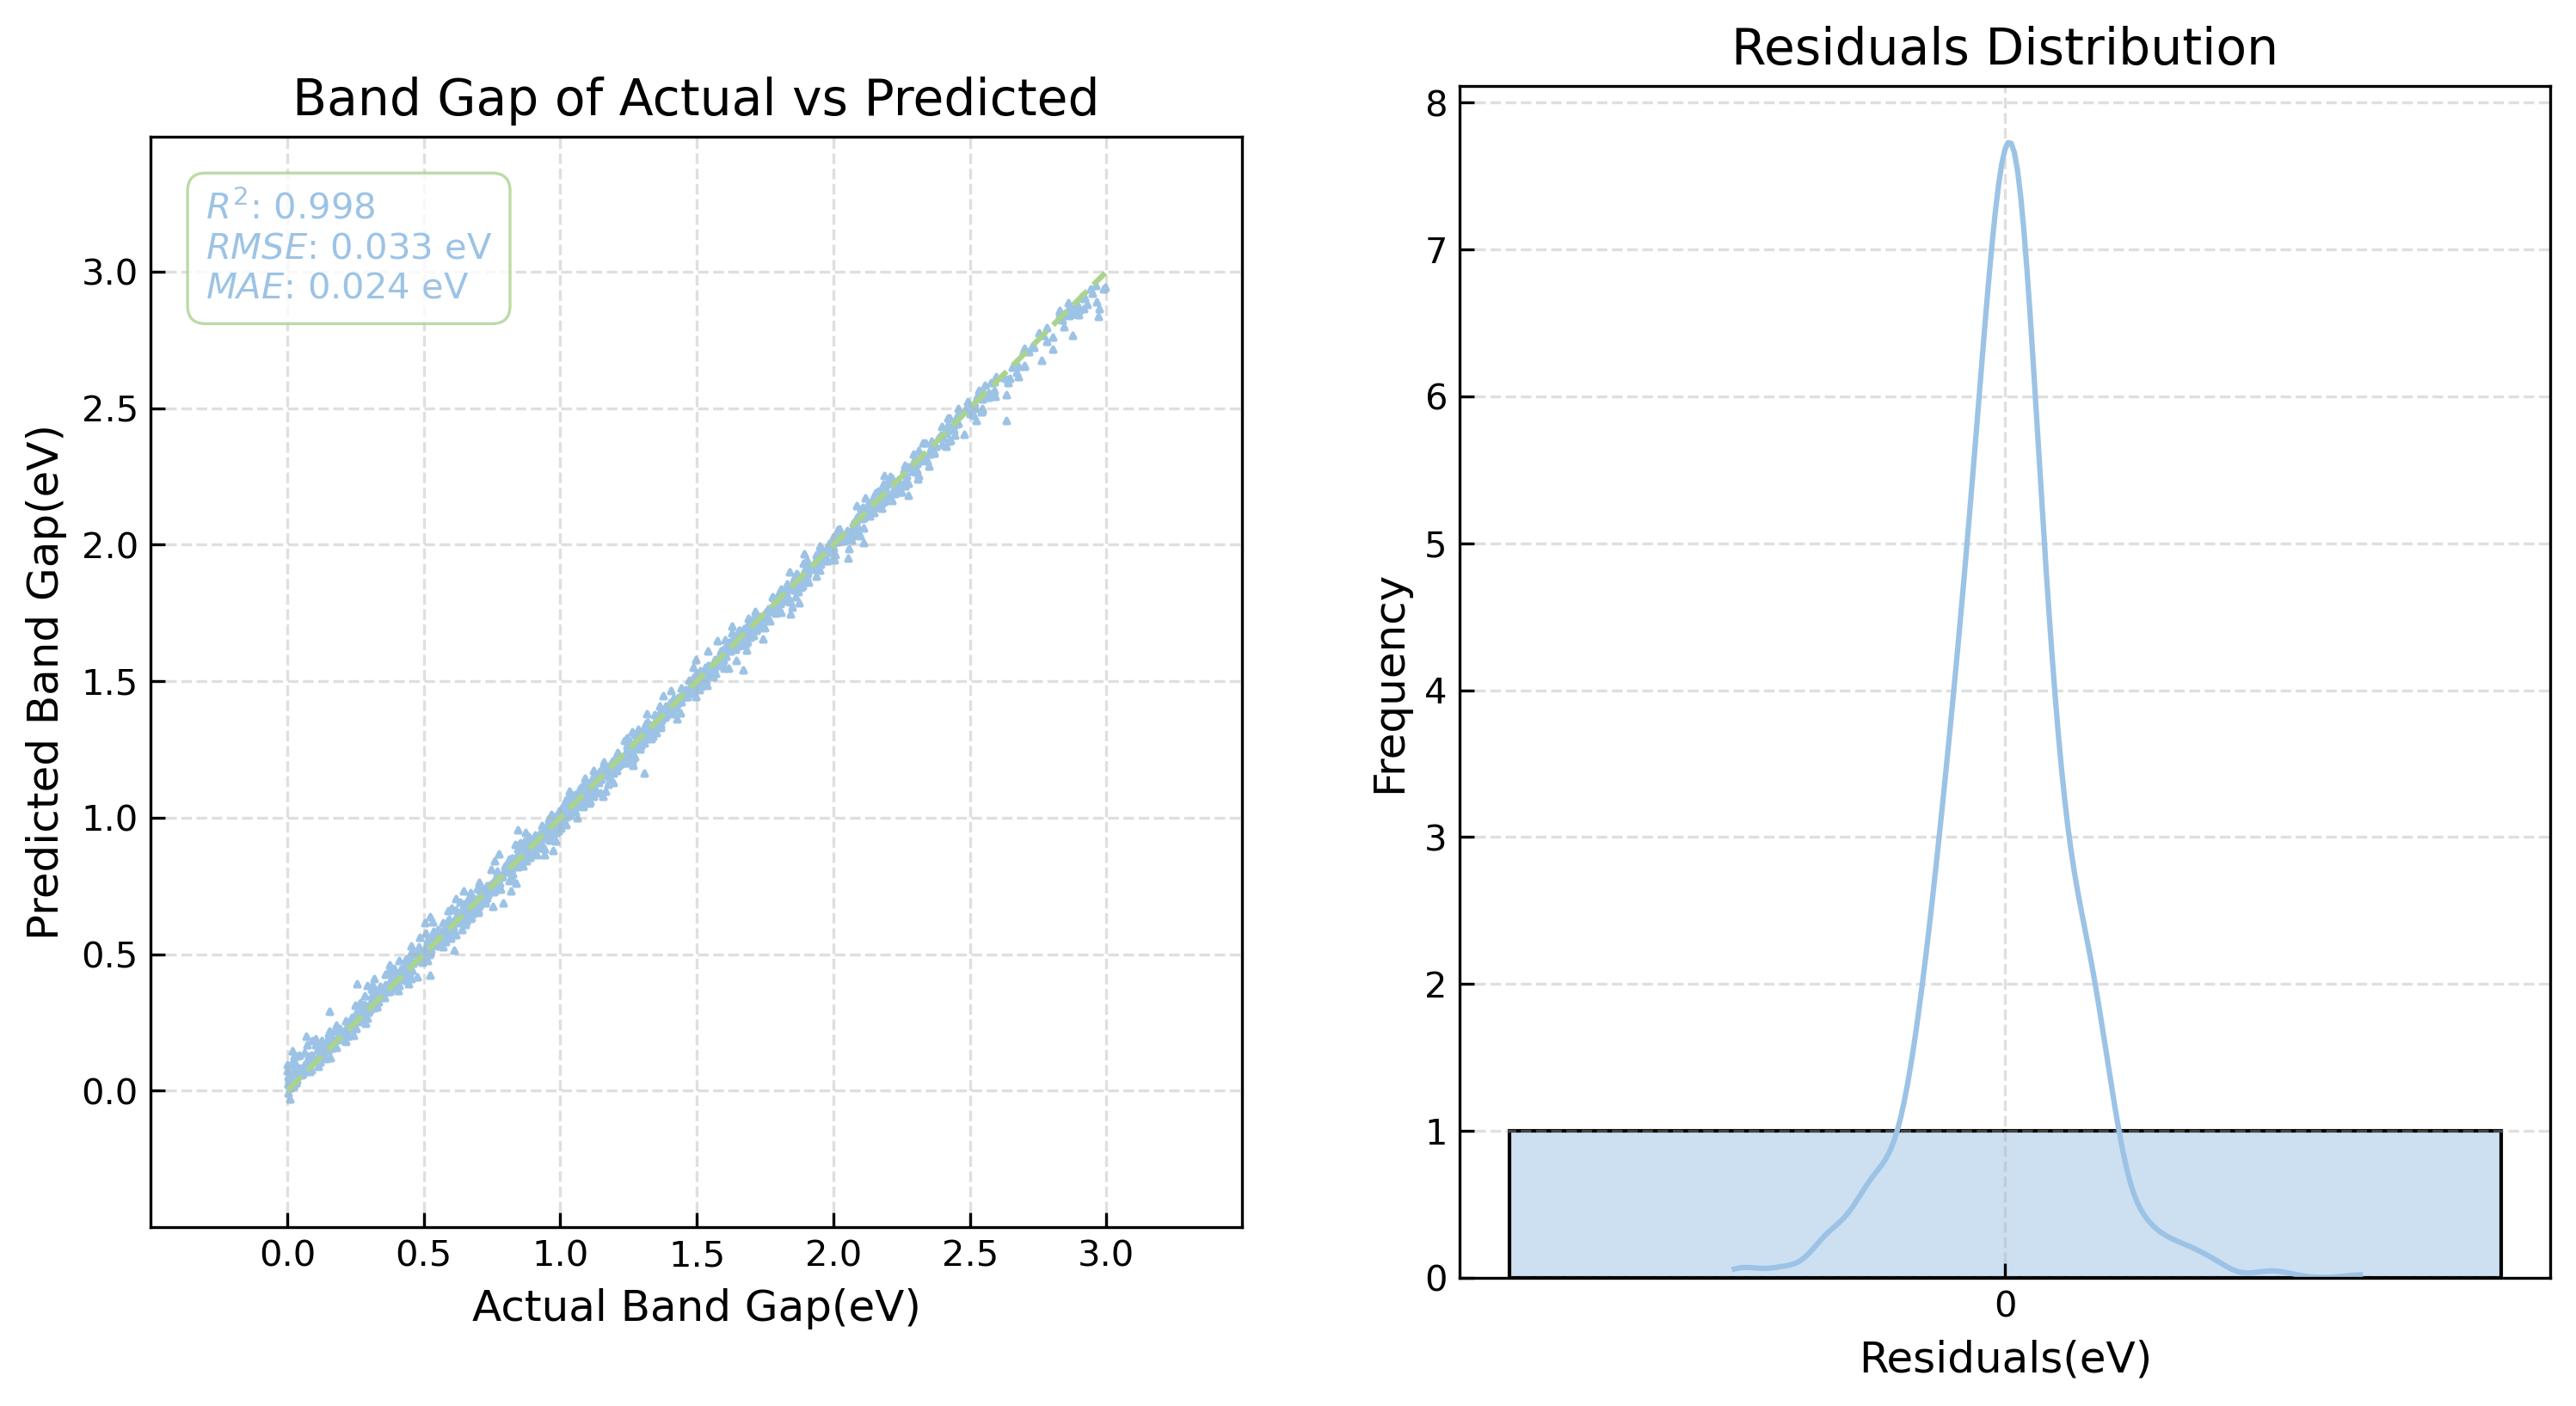 Band Gap of Actual vs Predicted
R²: 0.998
RMSE: 0.033 eV
MAE: 0.024 eV
3.0
2.5
2.0
1.5
1.0
0.5
0.0
Predicted Band Gap(eV)
0.0 0.5 1.0 1.5 2.0 2.5 3.0
Actual Band Gap(eV)
Residuals Distribution
8
7
6
5
4
3
2
1
0
Frequency
0
Residuals(eV)